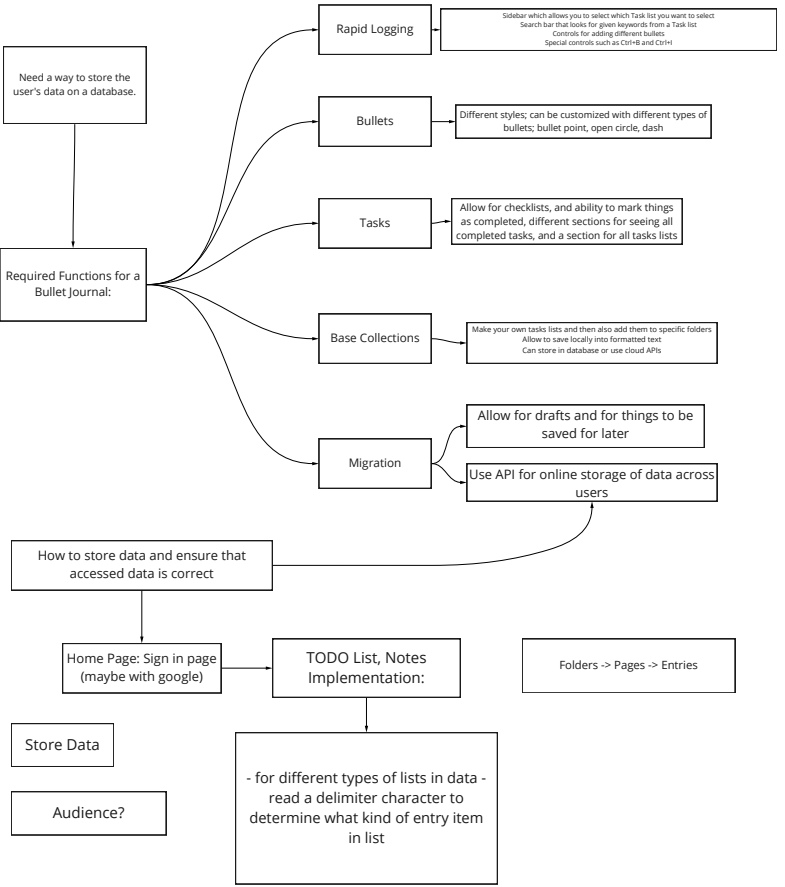 Rapid Logging
Sidebar which allows you to select which Task list you want to select
Search bar that looks for given keywords from a Task list
Controls for adding different bullets
Special controls such as Ctrl+B and Ctrl+I
Need a way to store the
user's data on a database.
Bullets
Different styles; can be customized with different types of
bullets; bullet point, open circle, dash
Tasks
Allow for checklists, and ability to mark things
as completed, different sections for seeing all
completed tasks, and a section for all tasks lists
Required Functions for a
Bullet Journal:
Base Collections
Make your own tasks lists and then also add them to specific folders
Allow to save locally into formatted text
Can store in database or use cloud APIs
Migration
Allow for drafts and for things to be
saved for later
Use API for online storage of data across
users
How to store data and ensure that
accessed data is correct
Home Page: Sign in page
(maybe with google)
TODO List, Notes
Implementation:
Folders -> Pages -> Entries
Store Data
Audience?
- for different types of lists in data -
read a delimiter character to
determine what kind of entry item
in list